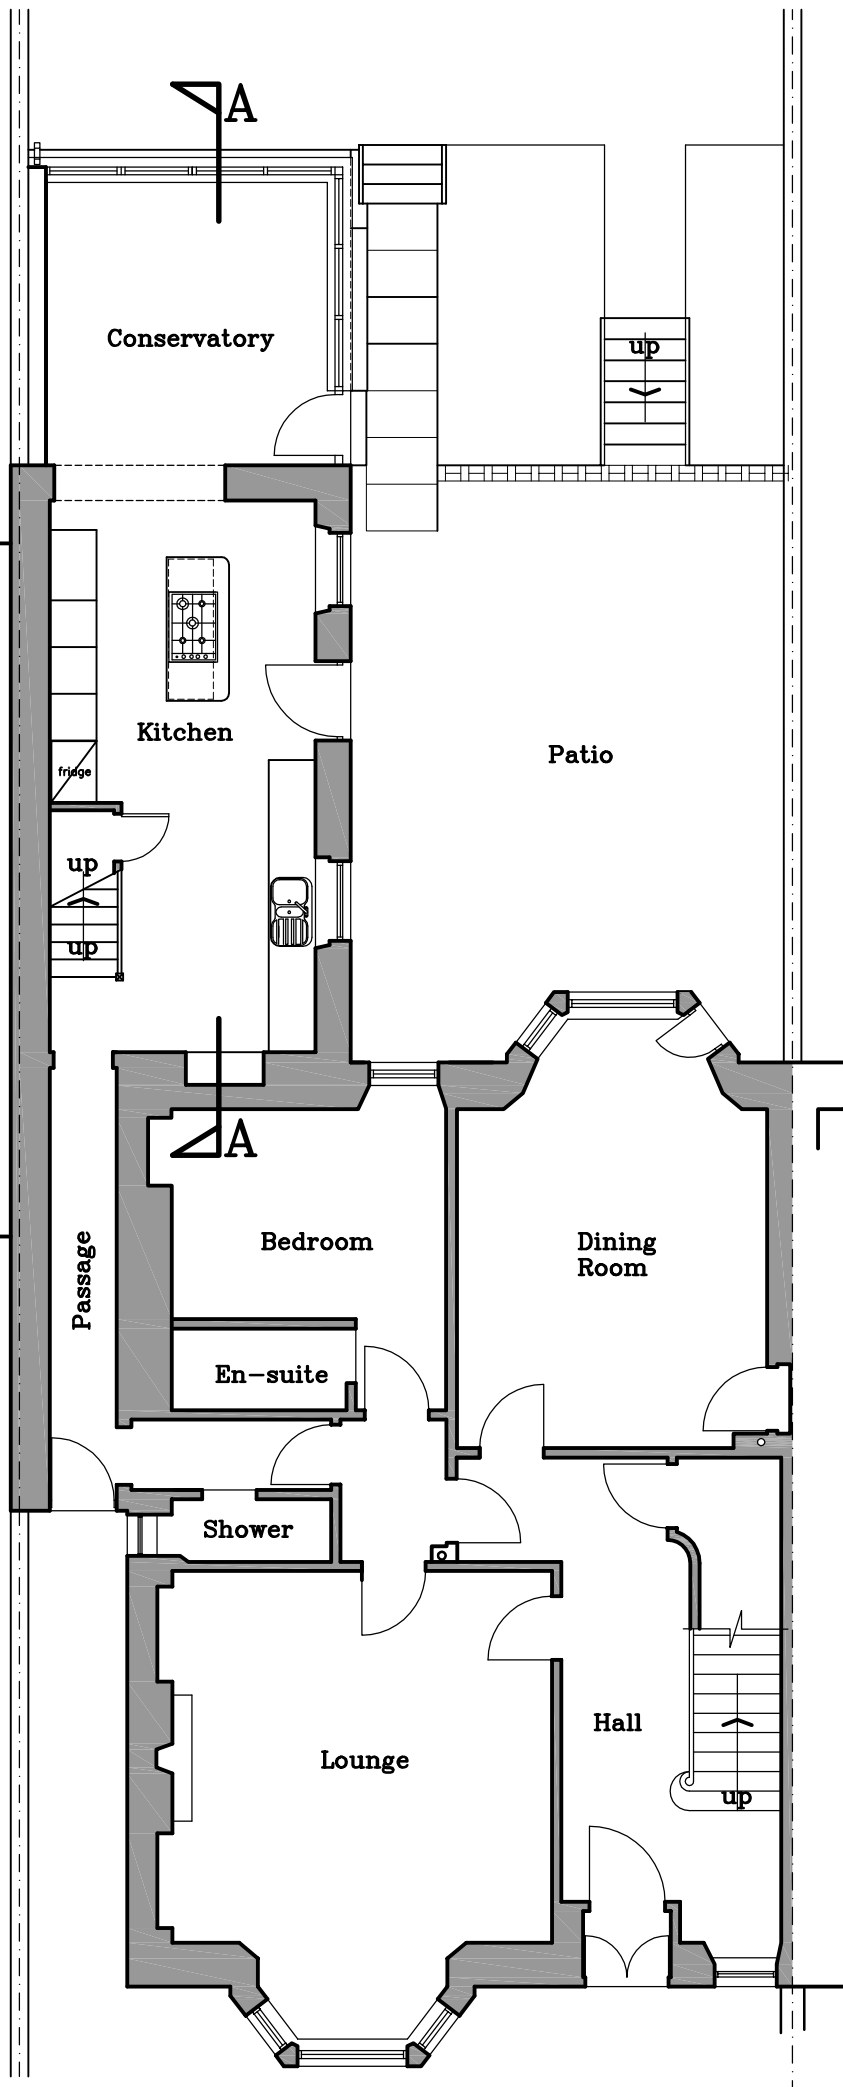 A
Conservatory
up
Kitchen
Patio
fridge
up
up
A
Passage
Bedroom
Dining
Room
En-suite
Shower
Hall
Lounge
up